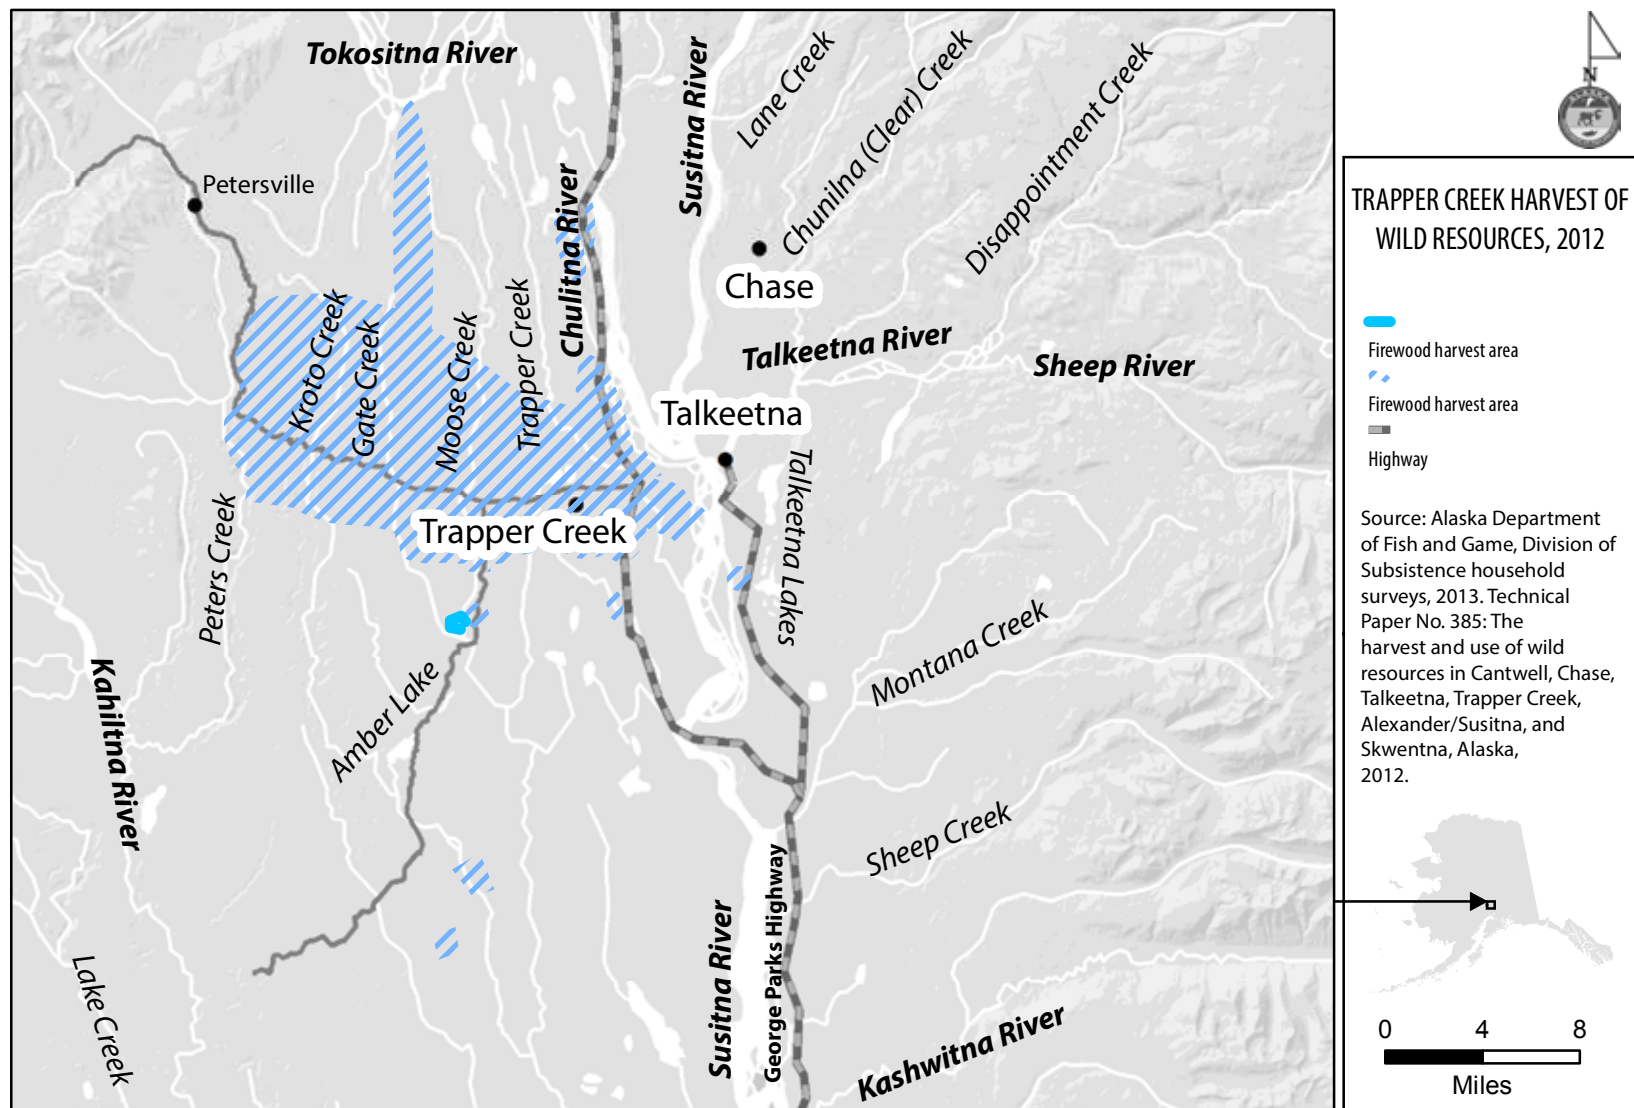 Tokositna River
Susitna River
Lane Creek
Chunilna (Clear) Creek
Disappointment Creek
Petersville
Chulitna River
Chase
Kroto Creek
Gate Creek
Moose Creek
Trapper Creek
Talkeetna River
Sheep River
Talkeetna
Talkeetna Lakes
Trapper Creek
Peters Creek
Amber Lake
Montana Creek
Kahiltna River
Sheep Creek
Lake Creek
Susitna River
George Parks Highway
Kashwitna River
N
TRAPPER CREEK HARVEST OF
WILD RESOURCES, 2012
Firewood harvest area
Firewood harvest area
Highway
Source: Alaska Department
of Fish and Game, Division of
Subsistence household
surveys, 2013. Technical
Paper No. 385: The
harvest and use of wild
resources in Cantwell, Chase,
Talkeetna, Trapper Creek,
Alexander/Susitna, and
Skwentna, Alaska,
2012.
0 4 8
Miles